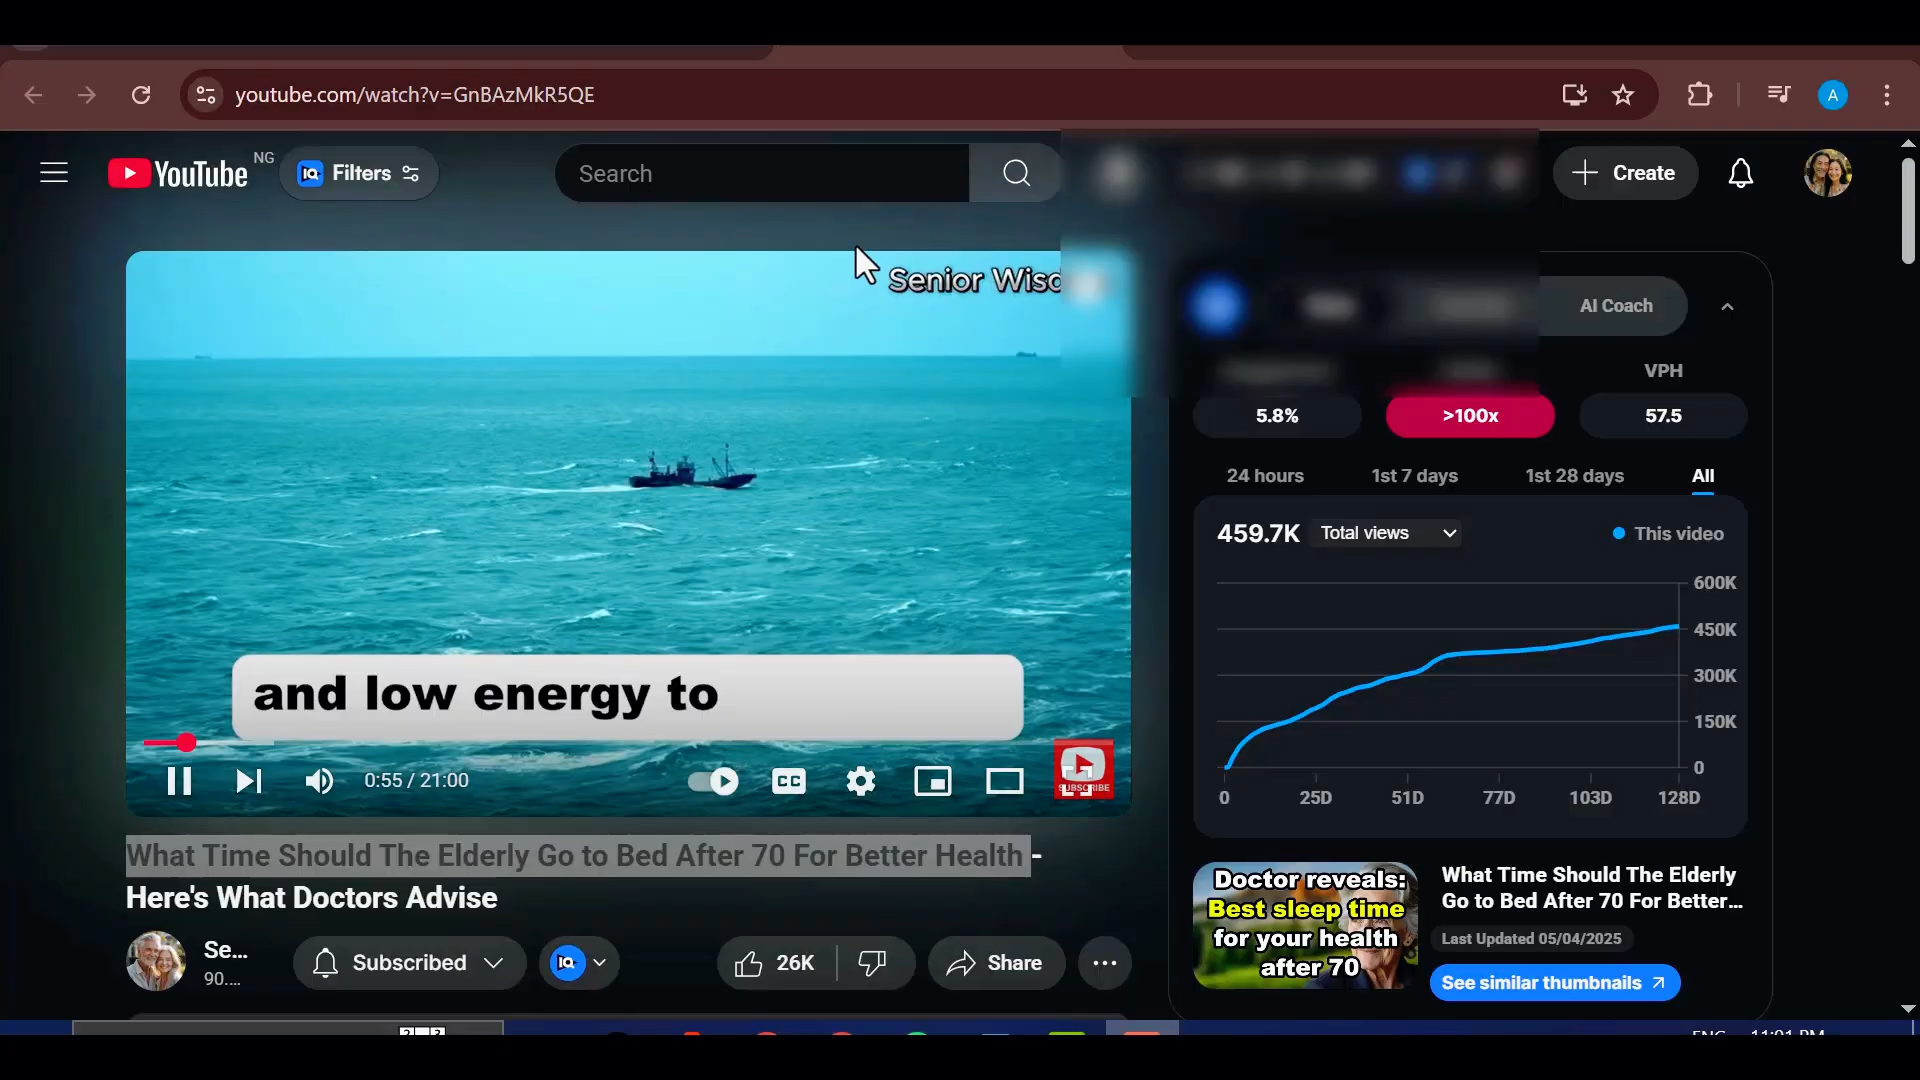 youtube.com/watch?v=GnBAzMkR5QE
A
YouTube NG
IQ Filters
Search
Create
Senior
AI Coach
VPH
5.8%
>100x
57.5
24 hours
1st 7 days
1st 28 days
All
459.7K Total views
This video
600K
450K
300K
150K
0
0 25D 51D 77D 103D 128D
and low energy to
0:55 / 21:00
CC
SUBSCRIBE
What Time Should The Elderly Go to Bed After 70 For Better Health -
Here's What Doctors Advise
Se...
90....
Subscribed
IQ
26K
Share
Doctor reveals:
Best sleep time
for your health
after 70
What Time Should The Elderly
Go to Bed After 70 For Better...
Last Updated 05/04/2025
See similar thumbnails